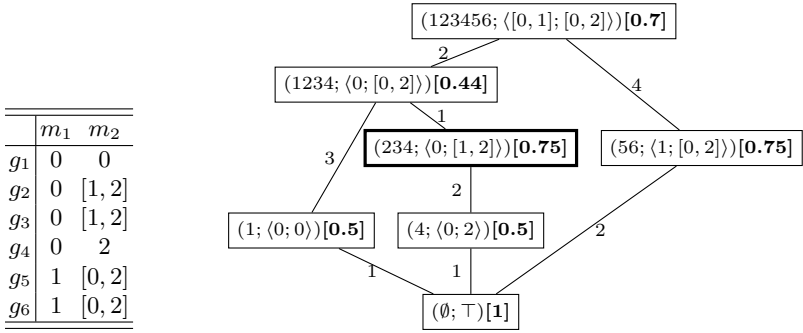 (123456; ⟨[0, 1]; [0, 2]⟩)[0.7]
2
4
(1234; ⟨0; [0, 2]⟩)[0.44]
1
3
(234; ⟨0; [1, 2]⟩)[0.75]
(56; ⟨1; [0, 2]⟩)[0.75]
2
(1; ⟨0; 0⟩)[0.5]
(4; ⟨0; 2⟩)[0.5]
2
1
1
(∅; ⊤)[1]
m₁ m₂
g₁ 0 0
g₂ 0 [1, 2]
g₃ 0 [1, 2]
g₄ 0 2
g₅ 1 [0, 2]
g₆ 1 [0, 2]